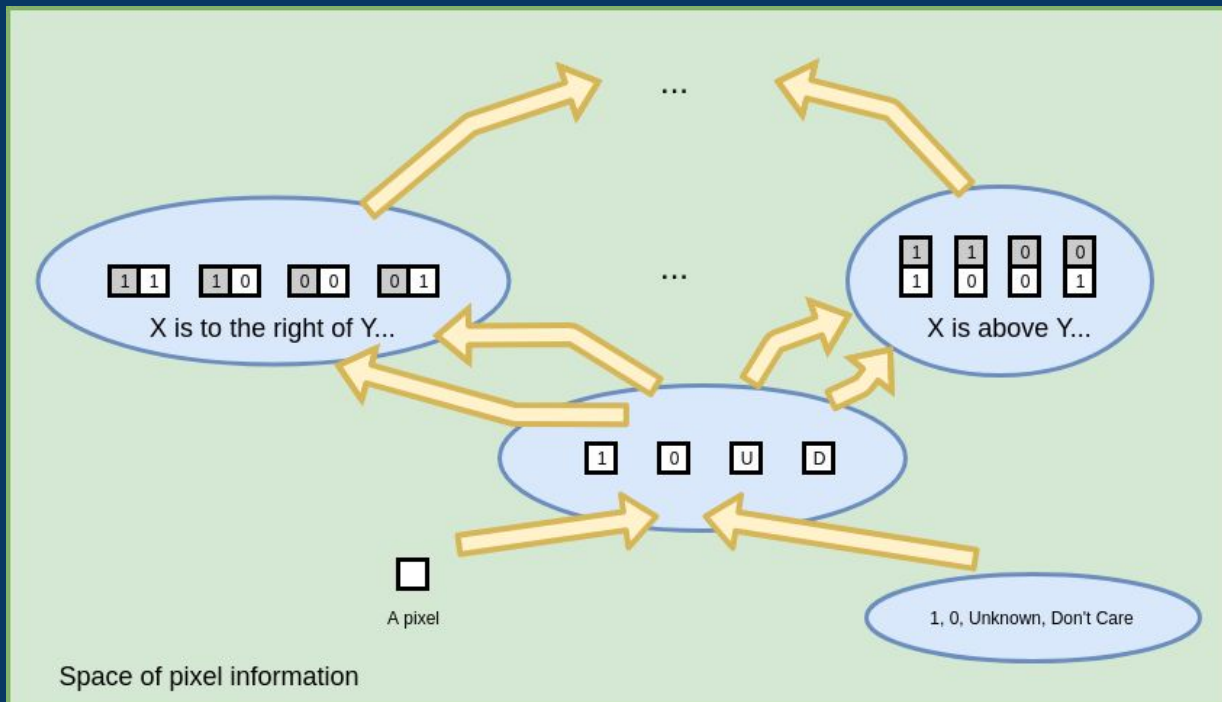 ...
1 1 1 0 0 0 0 1
X is to the right of Y...
...
1 1 0 0
1 0 0 1
X is above Y...
1 0 U D
A pixel
1, 0, Unknown, Don't Care
Space of pixel information